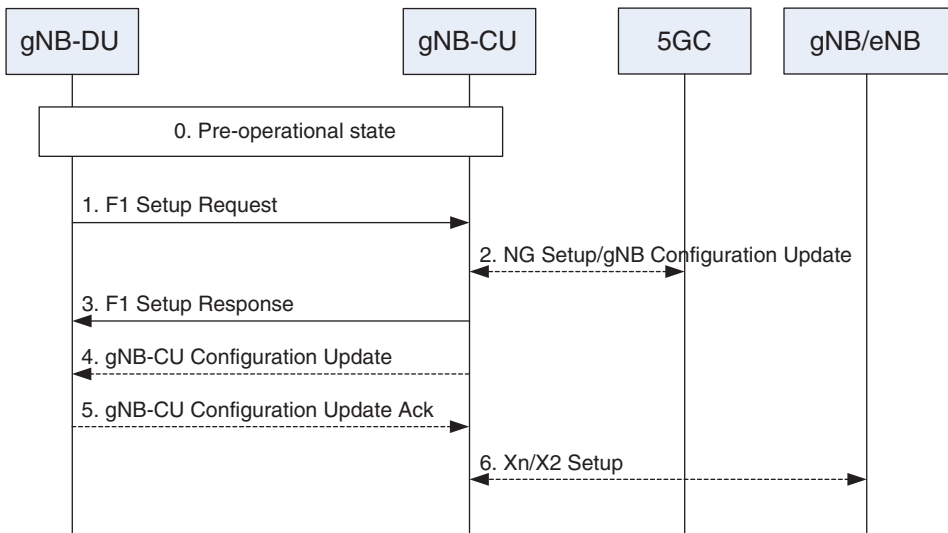 gNB-DU
gNB-CU
5GC
gNB/eNB
0. Pre-operational state
1. F1 Setup Request
2. NG Setup/gNB Configuration Update
3. F1 Setup Response
4. gNB-CU Configuration Update
5. gNB-CU Configuration Update Ack
6. Xn/X2 Setup